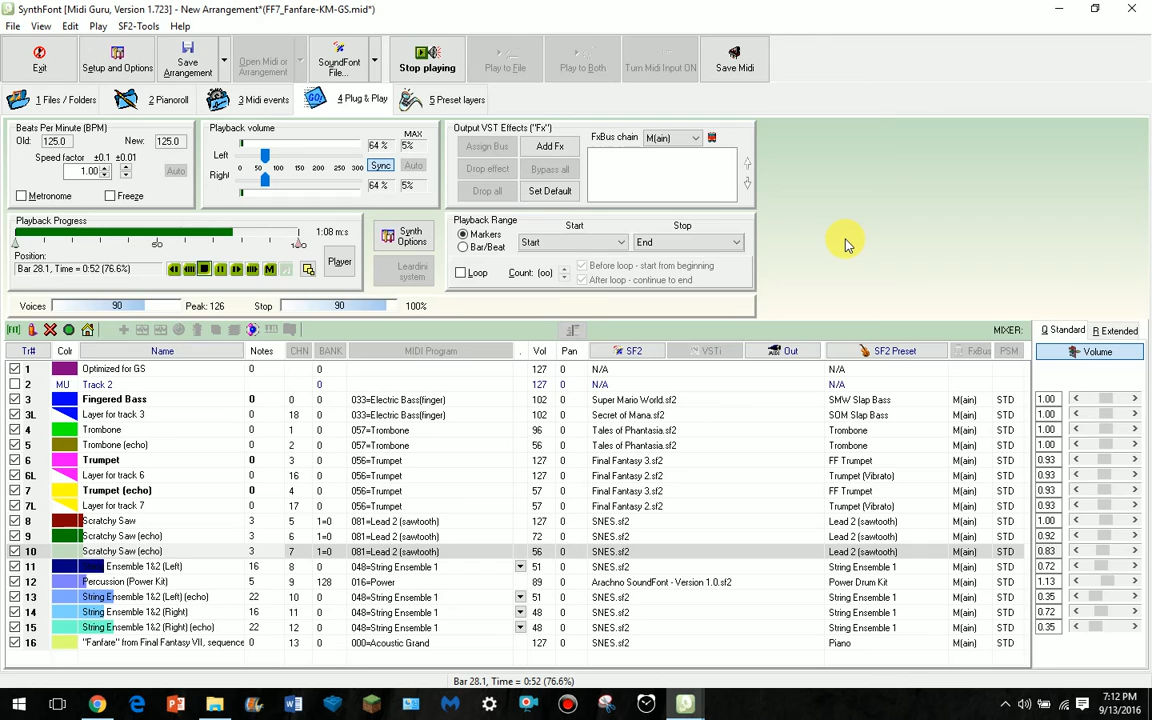 SynthFont [Midi Guru, Version 1.723] - New Arrangement*(FF7_Fanfare-KM-GS.mid*)
File View Edit Play SF2-Tools Help
Exit Setup and Options Save Arrangement Open Midi or Arrangement SoundFont File... Stop playing Play to File Play to Both Turn Midi Input ON Save Midi
1 Files / Folders 2 Pianoroll 3 Midi events GO! 4 Plug & Play 5 Preset layers
Beats Per Minute (BPM)
Old: 125.0 New: 125.0
Speed factor ±0.1 ±0.01
1.00 Auto
Metronome Freeze
Playback volume
MAX
Left 64 % 5%
0 50 100 150 200 250 300 Sync Auto
Right 64 % 5%
Output VST Effects ("Fx") FxBus chain M(ain)
Assign Bus Add Fx
Drop effect Bypass all
Drop all Set Default
Playback Progress
1:08 m:s
50 100
Position:
Bar 28.1, Time = 0:52 (76.6%)
M
Player
Synth Options
Leardini system
Playback Range Start Stop
Markers Start End
Bar/Beat
Loop Count: (oo) Before loop - start from beginning
After loop - continue to end
Voices 90 Peak: 126 Stop 90 100%
MIXER: Q Standard R Extended
Tr# Colr Name Notes CHN BANK MIDI Program . Vol Pan SF2 VSTi Out SF2 Preset FxBus PSM Volume
1 Optimized for GS 0 127 0 N/A N/A
2 MU Track 2 0 127 0 N/A N/A
3 Fingered Bass 0 0 0 033=Electric Bass(finger) 102 0 Super Mario World.sf2 SMW Slap Bass M(ain) STD 1.00
3L Layer for track 3 18 0 033=Electric Bass(finger) 102 0 Secret of Mana.sf2 SOM Slap Bass M(ain) STD 1.00
4 Trombone 0 1 0 057=Trombone 96 0 Tales of Phantasia.sf2 Trombone M(ain) STD 1.00
5 Trombone (echo) 0 2 0 057=Trombone 56 0 Tales of Phantasia.sf2 Trombone M(ain) STD 1.00
6 Trumpet 0 3 0 056=Trumpet 127 0 Final Fantasy 3.sf2 FF Trumpet M(ain) STD 0.93
6L Layer for track 6 16 0 056=Trumpet 127 0 Final Fantasy 2.sf2 Trumpet (Vibrato) M(ain) STD 0.93
7 Trumpet (echo) 0 4 0 056=Trumpet 57 0 Final Fantasy 3.sf2 FF Trumpet M(ain) STD 0.93
7L Layer for track 7 17 0 056=Trumpet 57 0 Final Fantasy 2.sf2 Trumpet (Vibrato) M(ain) STD 0.93
8 Scratchy Saw 3 5 1=0 081=Lead 2 (sawtooth) 127 0 SNES.sf2 Lead 2 (sawtooth) M(ain) STD 1.00
9 Scratchy Saw (echo) 3 6 1=0 081=Lead 2 (sawtooth) 72 0 SNES.sf2 Lead 2 (sawtooth) M(ain) STD 0.92
10 Scratchy Saw (echo) 3 7 1=0 081=Lead 2 (sawtooth) 56 0 SNES.sf2 Lead 2 (sawtooth) M(ain) STD 0.83
11 String Ensemble 1&2 (Left) 16 8 0 048=String Ensemble 1 51 0 SNES.sf2 String Ensemble 1 M(ain) STD 0.72
12 Percussion (Power Kit) 5 9 128 016=Power 89 0 Arachno SoundFont - Version 1.0.sf2 Power Drum Kit M(ain) STD 1.13
13 String Ensemble 1&2 (Left) (echo) 22 10 0 048=String Ensemble 1 51 0 SNES.sf2 String Ensemble 1 M(ain) STD 0.35
14 String Ensemble 1&2 (Right) 16 11 0 048=String Ensemble 1 48 0 SNES.sf2 String Ensemble 1 M(ain) STD 0.72
15 String Ensemble 1&2 (Right) (echo) 22 12 0 048=String Ensemble 1 48 0 SNES.sf2 String Ensemble 1 M(ain) STD 0.35
16 "Fanfare" from Final Fantasy VII, sequence 0 13 0 000=Acoustic Grand 0 SNES.sf2 Piano M(ain) STD
Bar 28.1, Time = 0:52 (76.6%)
7:12 PM
9/13/2016